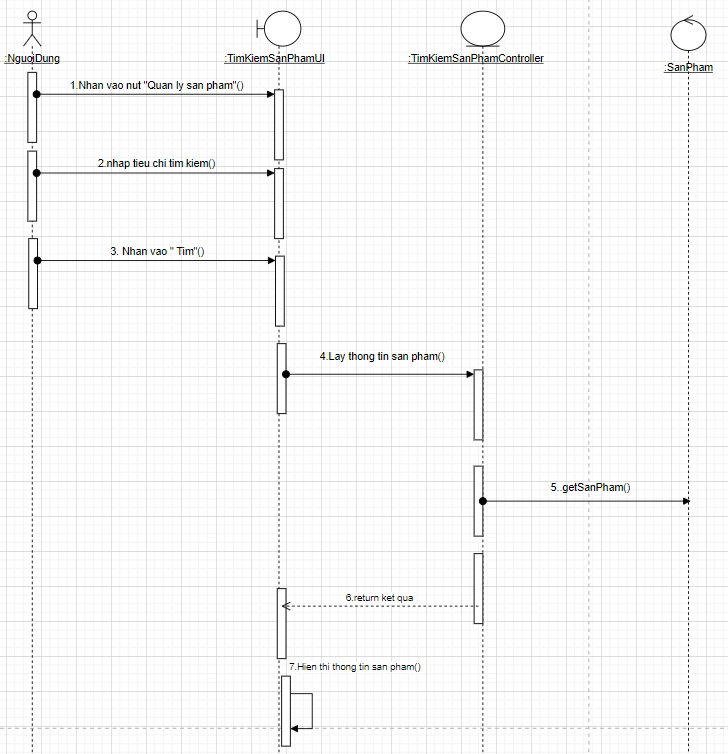 :NguoiDung
:TimKiemSanPhamUI
:TimKiemSanPhamController
:SanPham
1.Nhan vao nut "Quan ly san pham"()
2.nhap tieu chi tim kiem()
3. Nhan vao " Tim"()
4.Lay thong tin san pham()
5..getSanPham()
6.return ket qua
7.Hien thi thong tin san pham()